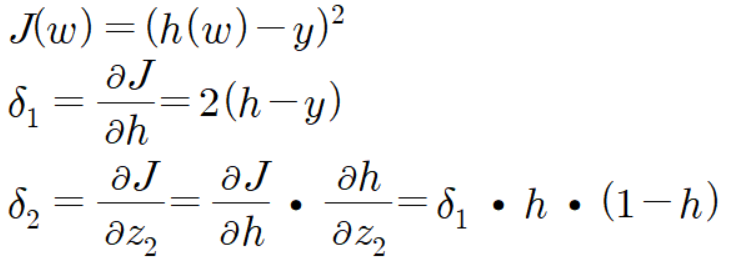 J(w) = (h(w) − y)²
δ₁ = ∂J/∂h = 2(h − y)
δ₂ = ∂J/∂z₂ = ∂J/∂h • ∂h/∂z₂ = δ₁ • h • (1 − h)